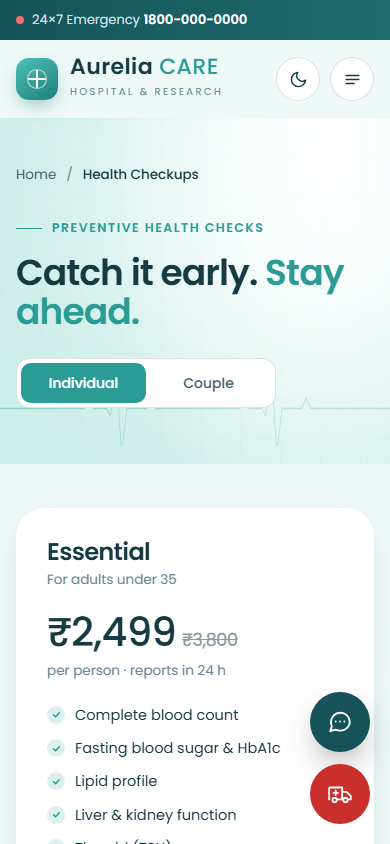 24×7 Emergency 1800-000-0000
Aurelia CARE
HOSPITAL & RESEARCH
Home / Health Checkups
PREVENTIVE HEALTH CHECKS
Catch it early. Stay
ahead.
Individual Couple
Essential
For adults under 35
₹2,499 ₹3,800
per person · reports in 24 h
Complete blood count
Fasting blood sugar & HbA1c
Lipid profile
Liver & kidney function